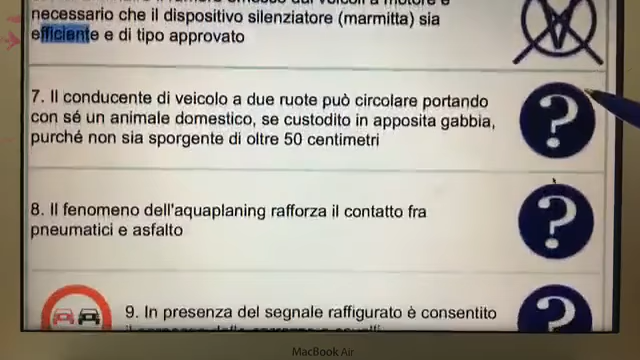 necessario che il dispositivo silenziatore (marmitta) sia
efficiente e di tipo approvato
V
7. Il conducente di veicolo a due ruote può circolare portando
con sé un animale domestico, se custodito in apposita gabbia,
purché non sia sporgente di oltre 50 centimetri
?
8. Il fenomeno dell'aquaplaning rafforza il contatto fra
pneumatici e asfalto
?
9. In presenza del segnale raffigurato è consentito
?
MacBook Air